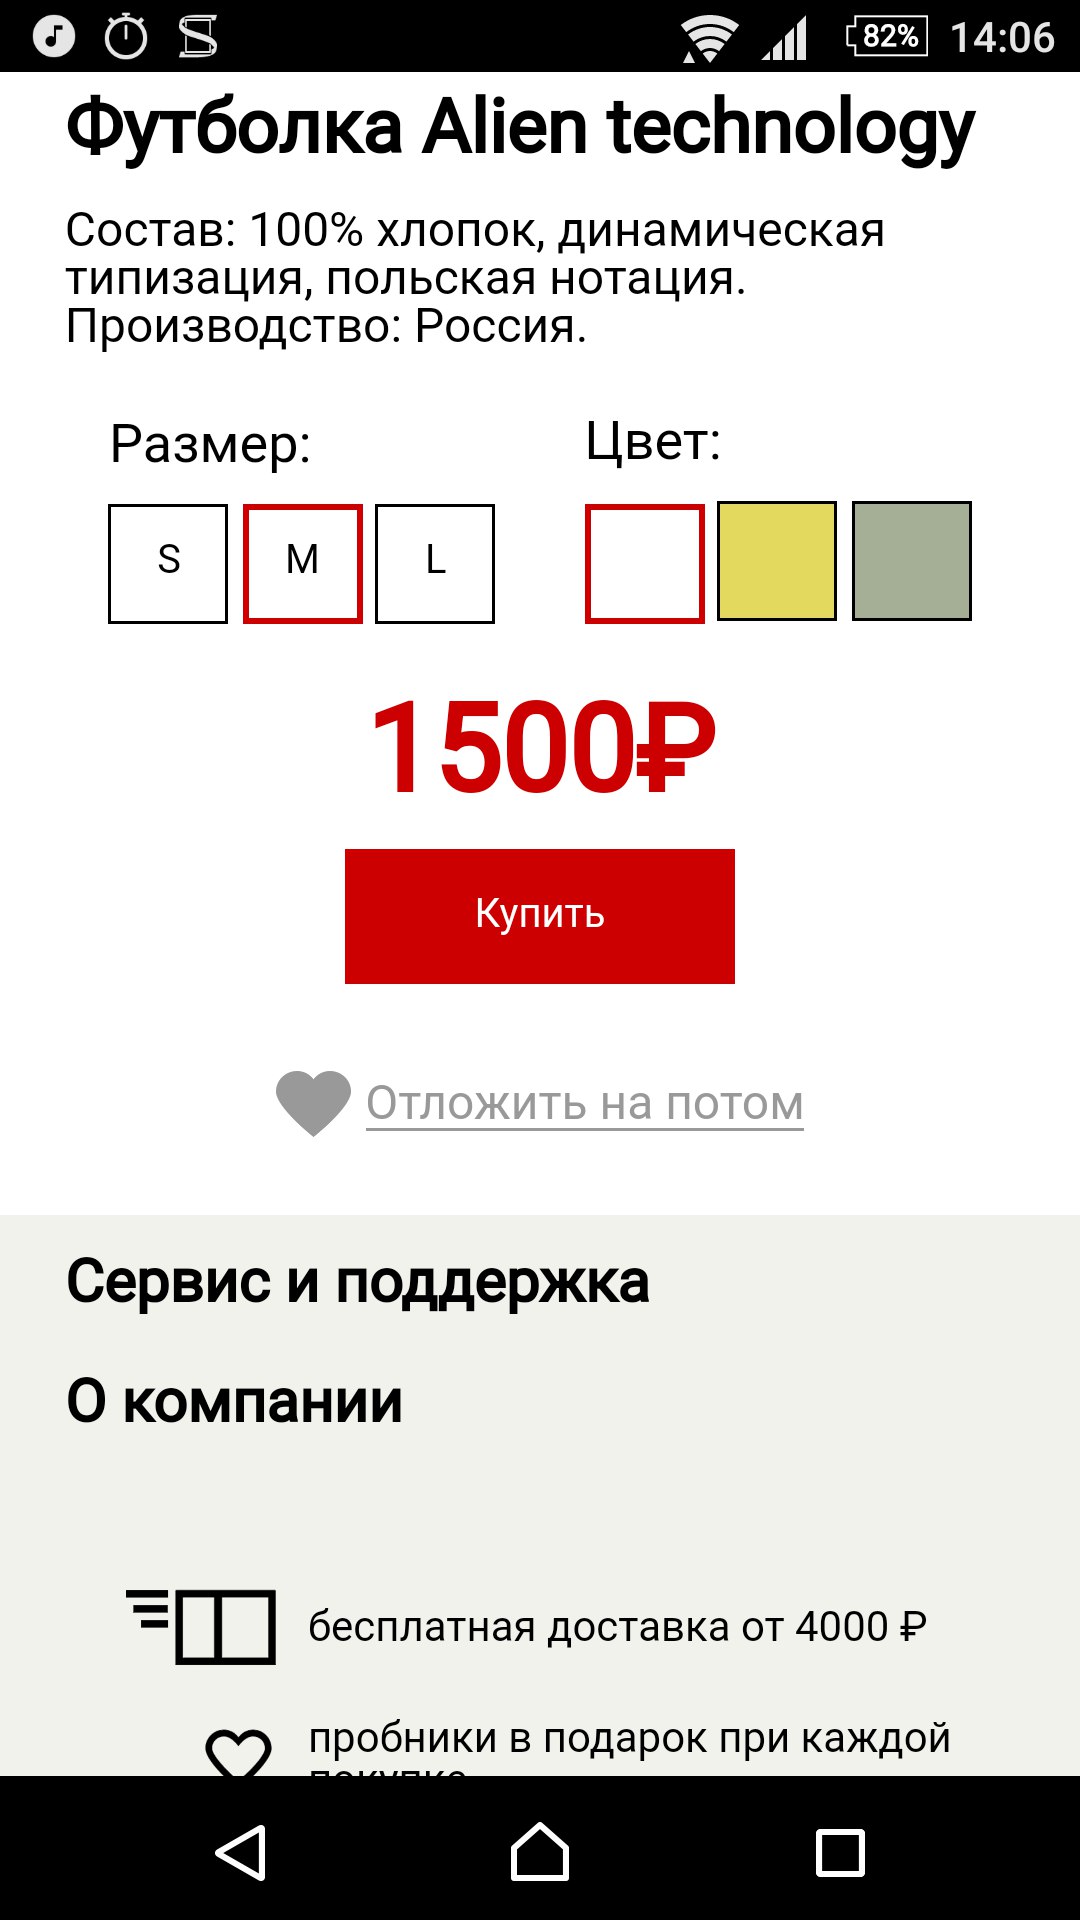 82% 14:06
Футболка Alien technology
Состав: 100% хлопок, динамическая
типизация, польская нотация.
Производство: Россия.
Размер:
Цвет:
S M L
1500₽
Купить
Отложить на потом
Сервис и поддержка
О компании
бесплатная доставка от 4000 ₽
пробники в подарок при каждой